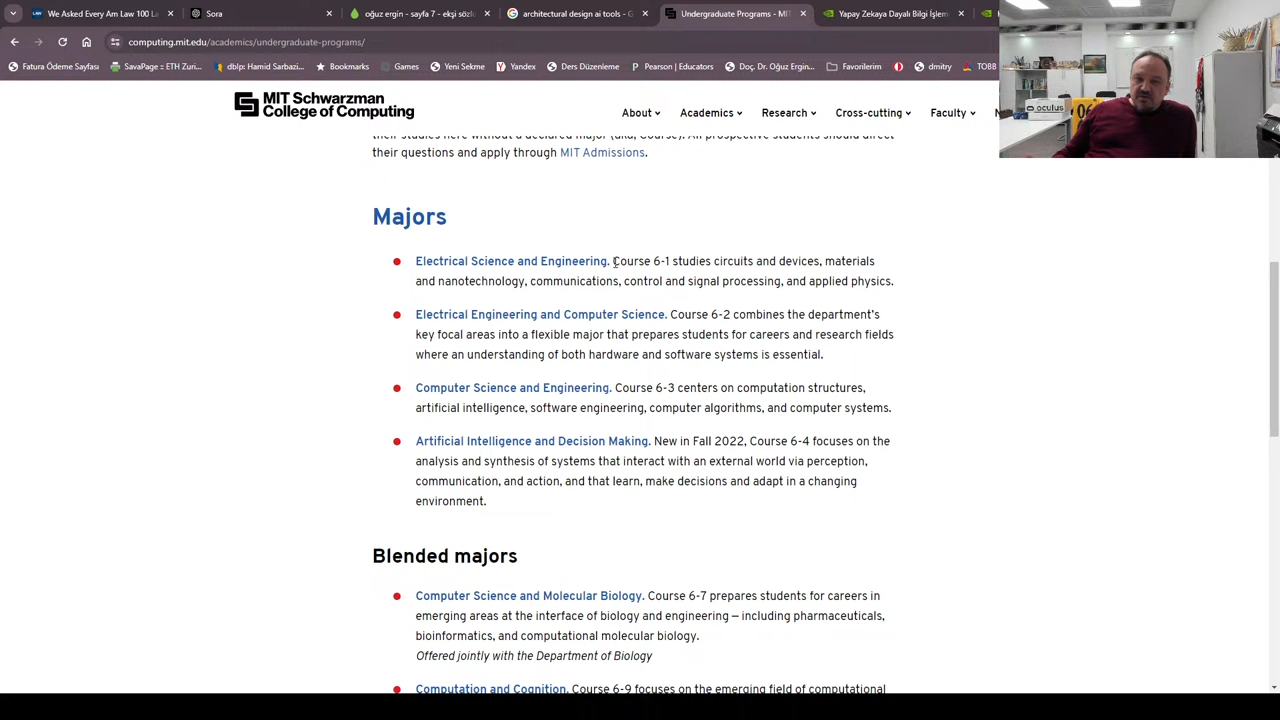 We Asked Every Am Law 100 La
Sora
oğuz ergin - sayfa 7 - ekşi sözl
architectural design ai tools - G
Undergraduate Programs - MIT
Yapay Zekaya Dayalı Bilgi İşlem
computing.mit.edu/academics/undergraduate-programs/
Fatura Ödeme Sayfası
SavaPage = ETH Zuri...
dblp: Hamid Sarbazi...
Bookmarks
Games
Yeni Sekme
Yandex
Ders Düzenleme
Pearson | Educators
Doç. Dr. Oğuz Ergin...
Favorilerim
dmitry
TOBB
oculus
06
MIT Schwarzman
College of Computing
About
Academics
Research
Cross-cutting
Faculty
N
their studies here without a declared major (aka, Course). All prospective students should direct
their questions and apply through MIT Admissions.
Majors
Electrical Science and Engineering. Course 6-1 studies circuits and devices, materials
and nanotechnology, communications, control and signal processing, and applied physics.
Electrical Engineering and Computer Science. Course 6-2 combines the department's
key focal areas into a flexible major that prepares students for careers and research fields
where an understanding of both hardware and software systems is essential.
Computer Science and Engineering. Course 6-3 centers on computation structures,
artificial intelligence, software engineering, computer algorithms, and computer systems.
Artificial Intelligence and Decision Making. New in Fall 2022, Course 6-4 focuses on the
analysis and synthesis of systems that interact with an external world via perception,
communication, and action, and that learn, make decisions and adapt in a changing
environment.
Blended majors
Computer Science and Molecular Biology. Course 6-7 prepares students for careers in
emerging areas at the interface of biology and engineering — including pharmaceuticals,
bioinformatics, and computational molecular biology.
Offered jointly with the Department of Biology
Computation and Cognition. Course 6-9 focuses on the emerging field of computational